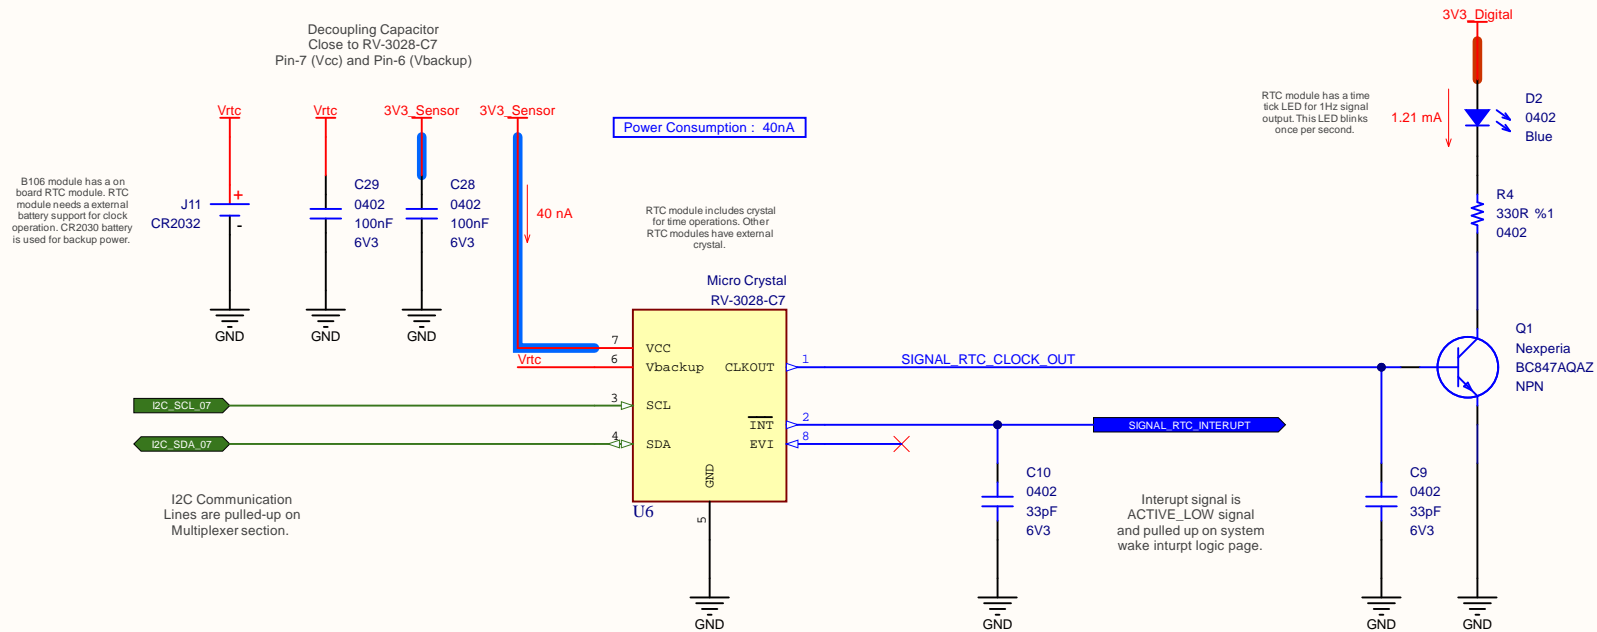 Decoupling Capacitor
Close to RV-3028-C7
Pin-7 (Vcc) and Pin-6 (Vbackup)
3V3_Digital
Vrtc
Vrtc
3V3_Sensor
3V3_Sensor
Power Consumption :  40nA
RTC module has a time
tick LED for 1Hz signal
output. This LED blinks
once per second.
1.21 mA
D2
0402
Blue
B106 module has a on
board RTC module. RTC
module needs a external
battery support for clock
operation. CR2030 battery
is used for backup power.
J11
CR2032
+
-
C29
0402
100nF
6V3
C28
0402
100nF
6V3
40 nA
RTC module includes crystal
for time operations. Other
RTC modules have external
crystal.
R4
330R %1
0402
GND
GND
GND
Micro Crystal
RV-3028-C7
7
VCC
Vrtc
6
Vbackup
CLKOUT
1
SIGNAL_RTC_CLOCK_OUT
Q1
Nexperia
BC847AQAZ
NPN
I2C_SCL_07
3
SCL
INT
2
SIGNAL_RTC_INTERUPT
I2C_SDA_07
4
SDA
EVI
8
GND
5
U6
I2C Communication
Lines are pulled-up on
Multiplexer section.
C10
0402
33pF
6V3
Interupt signal is
ACTIVE_LOW signal
and pulled up on system
wake inturpt logic page.
C9
0402
33pF
6V3
GND
GND
GND
GND